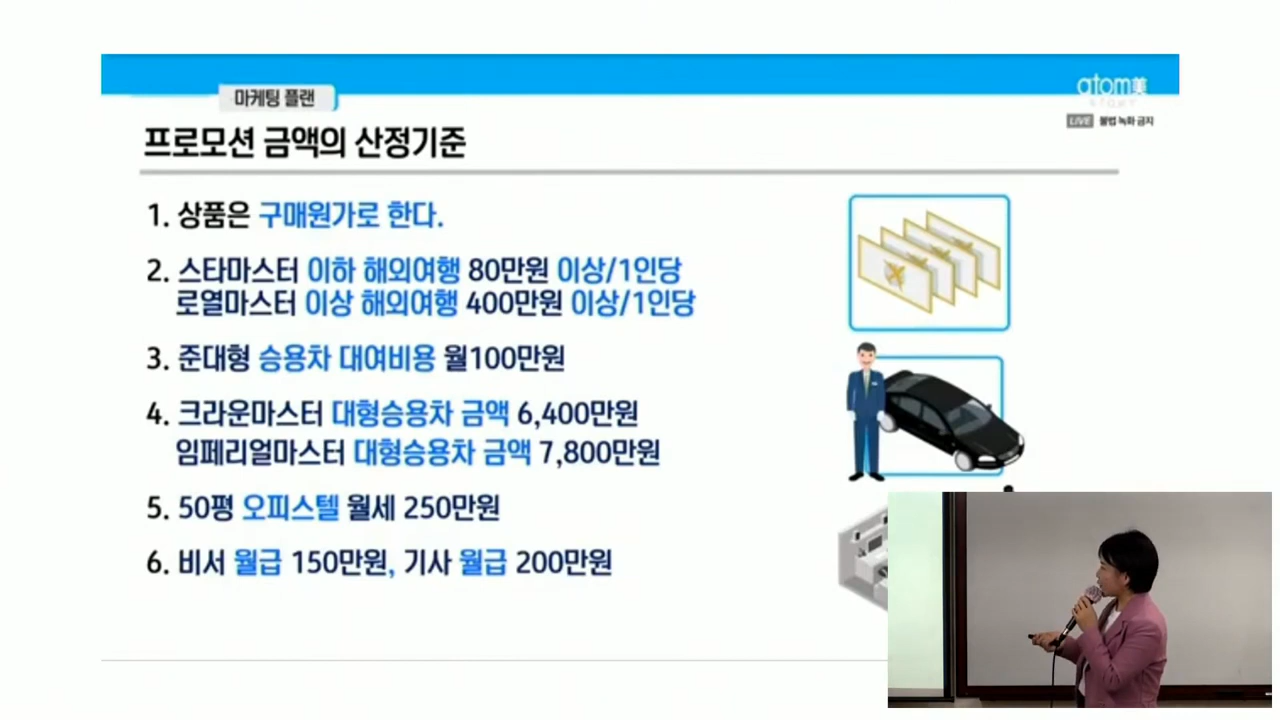 atom美
마케팅 플랜
LIVE 불법 녹화 금지
프로모션 금액의 산정기준
1. 상품은 구매원가로 한다.
2. 스타마스터 이하 해외여행 80만원 이상/1인당
로열마스터 이상 해외여행 400만원 이상/1인당
3. 준대형 승용차 대여비용 월100만원
4. 크라운마스터 대형승용차 금액 6,400만원
임페리얼마스터 대형승용차 금액 7,800만원
5. 50평 오피스텔 월세 250만원
6. 비서 월급 150만원, 기사 월급 200만원